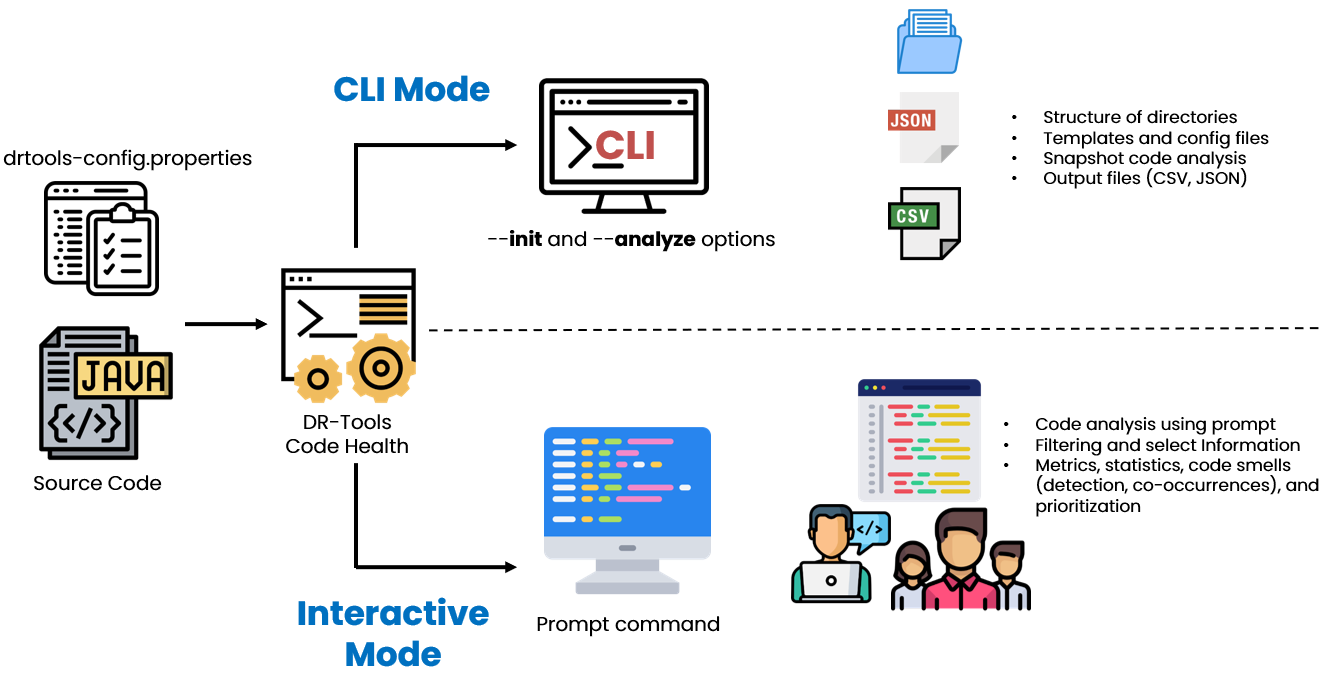 CLI Mode
drtools-config.properties
>CLI
--init and --analyze options
JSON
CSV
• Structure of directories
• Templates and config files
• Snapshot code analysis
• Output files (CSV, JSON)
JAVA
{</>}
Source Code
DR-Tools
Code Health
Interactive
Mode
Prompt command
</>
• Code analysis using prompt
• Filtering and select Information
• Metrics, statistics, code smells
(detection, co-occurrences), and
prioritization